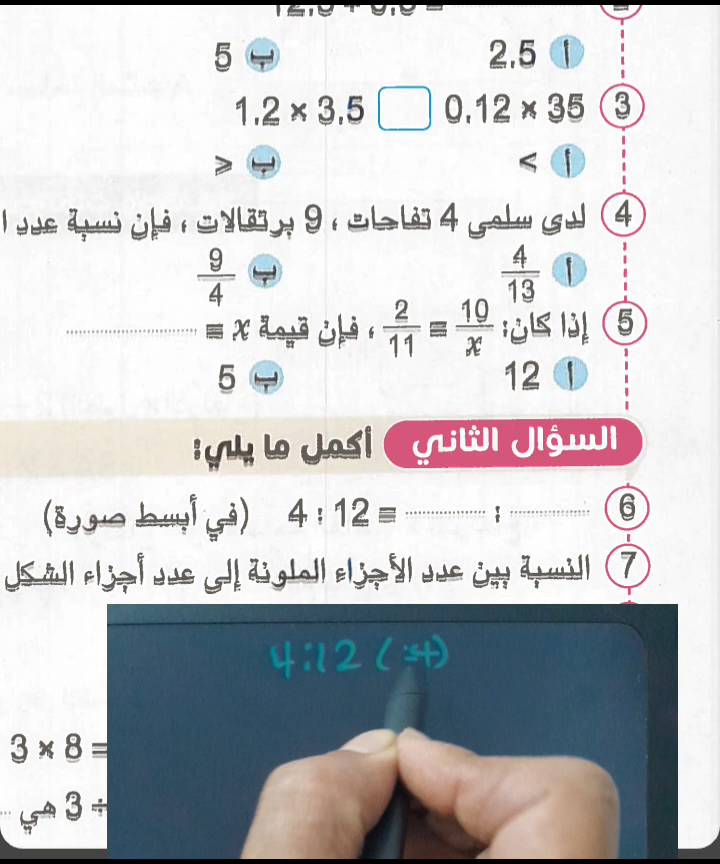 أ 2.5 ب 5
3 0.12 × 35 1.2 × 3.5
أ < ب >
4 لدى سلمى 4 تفاحات ، 9 برتقالات ، فإن نسبة عدد ا
أ 4/13 ب 9/4
5 إذا كان: 10/x = 2/11 ، فإن قيمة x = ..................
أ 12 ب 5
السؤال الثاني أكمل ما يلي:
6 .................. : .................. = 12 : 4 (في أبسط صورة)
7 النسبة بين عدد الأجزاء الملونة إلى عدد أجزاء الشكل
4:12 (÷4)
3 × 8 =
÷ 3 هي